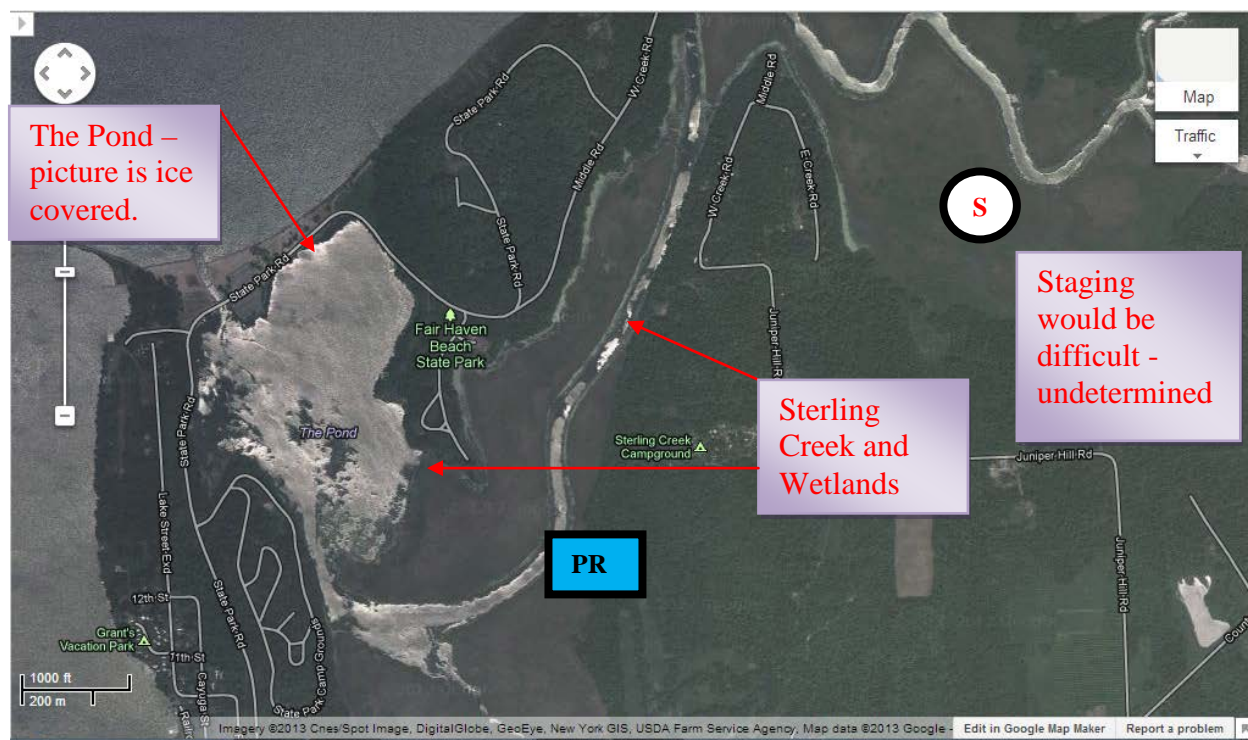 Map
Traffic
The Pond –
picture is ice
covered.
State Park Rd
W Creek Rd
Middle Rd
State Park Rd
Middle Rd
W Creek Rd
E Creek Rd
S
State Park Rd
Fair Haven
Beach
State Park
Juniper Hill Rd
Staging
would be
difficult -
undetermined
State Park Rd
The Pond
Sterling Creek
Campground
Sterling
Creek and
Wetlands
Juniper Hill Rd
Lake Street Exd
PR
12th St
Grant's
Vacation Park
11th St
Cayuga St
State Park Rd
State Park Camp Grounds
Juniper Hill Rd
1000 ft
200 m
Imagery ©2013 Cnes/Spot Image, DigitalGlobe, GeoEye, New York GIS, USDA Farm Service Agency, Map data ©2013 Google -
Edit in Google Map Maker
Report a problem